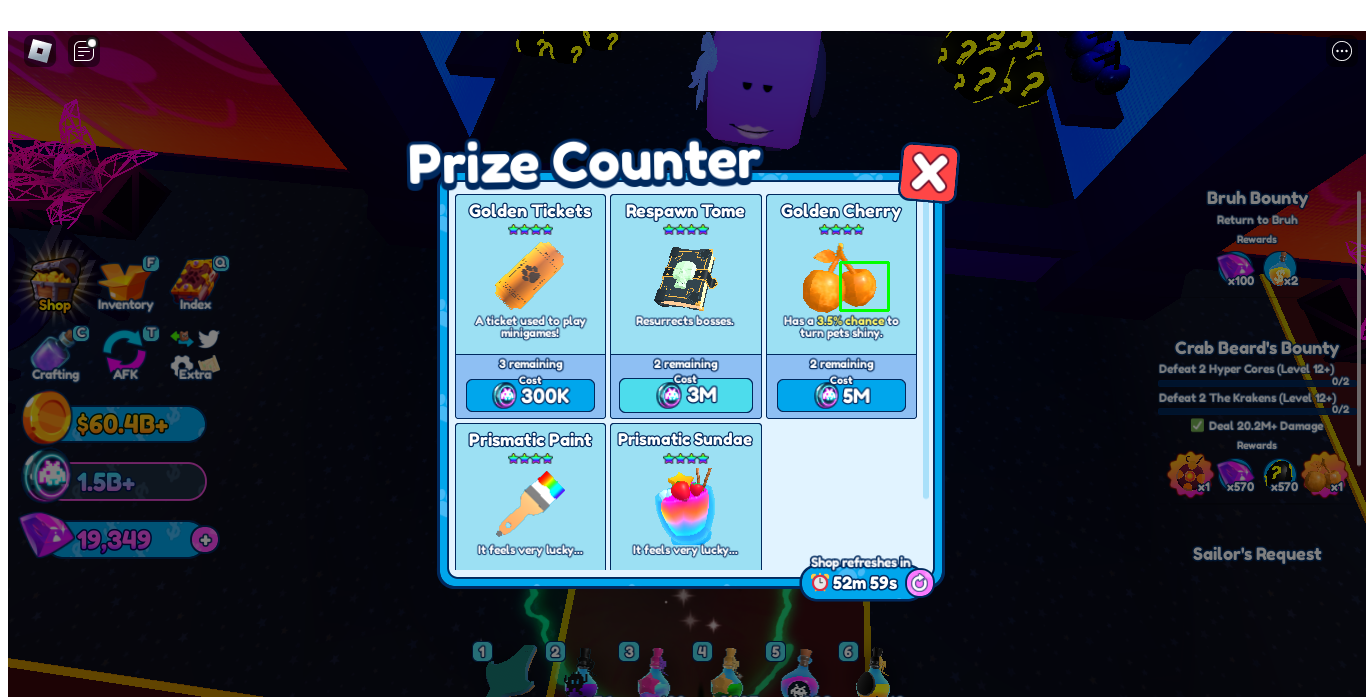 Prize Counter
Golden Tickets
A ticket used to play
minigames!
3 remaining
Cost
300K
Respawn Tome
Resurrects bosses.
2 remaining
Cost
3M
Golden Cherry
Has a 3.5% chance to
turn pets shiny.
2 remaining
Cost
5M
Prismatic Paint
It feels very lucky...
Prismatic Sundae
It feels very lucky...
Shop refreshes in
52m 59s
Shop
F
Inventory
Q
Index
C
Crafting
T
AFK
Extra
$60.4B+
1.5B+
19,349
+
Bruh Bounty
Return to Bruh
Rewards
x100
x2
Crab Beard's Bounty
Defeat 2 Hyper Cores (Level 12+)
0/2
Defeat 2 The Krakens (Level 12+)
0/2
✅ Deal 20.2M+ Damage
Rewards
x1
x570
x570
x1
Sailor's Request
1
2
3
4
5
6